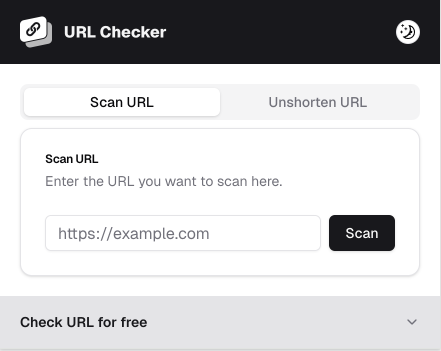 URL Checker
Scan URL
Unshorten URL
Scan URL
Enter the URL you want to scan here.
https://example.com
Scan
Check URL for free